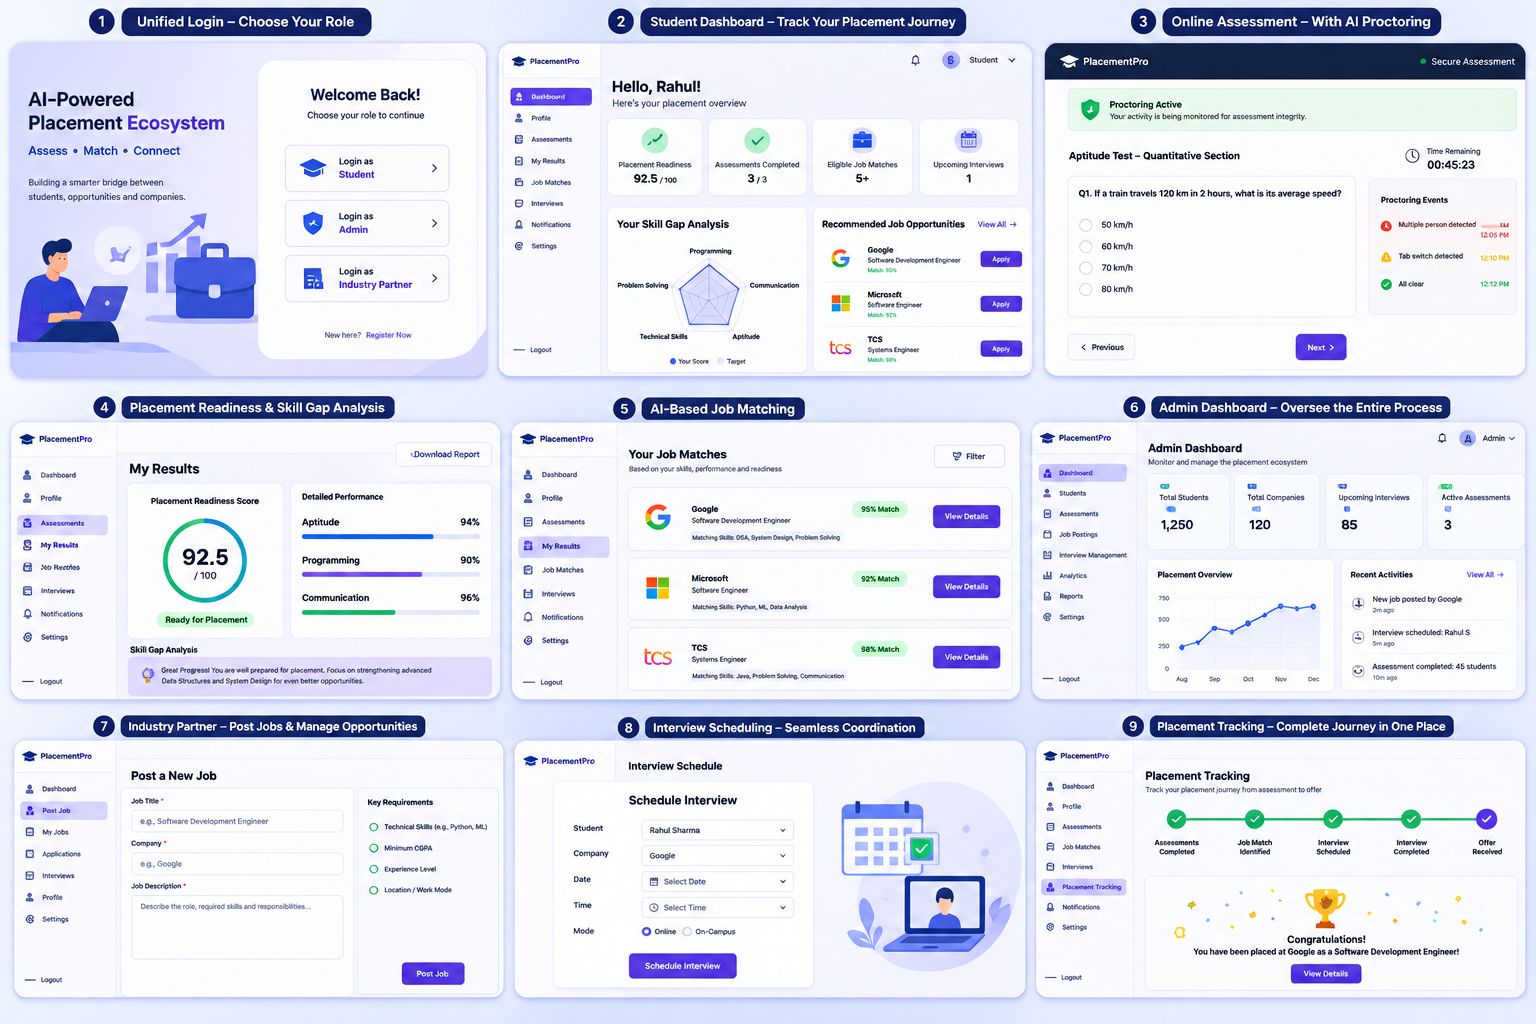 1 Unified Login – Choose Your Role
AI-Powered
Placement Ecosystem
Assess • Match • Connect
Building a smarter bridge between
students, opportunities and companies.
Welcome Back!
Choose your role to continue
Login as
Student
Login as
Admin
Login as
Industry Partner
New here? Register Now
2 Student Dashboard – Track Your Placement Journey
PlacementPro
Student
Dashboard
Profile
Assessments
My Results
Job Matches
Interviews
Notifications
Settings
Logout
Hello, Rahul!
Here's your placement overview
Placement Readiness
92.5 / 100
Assessments Completed
3 / 3
Eligible Job Matches
5+
Upcoming Interviews
1
Your Skill Gap Analysis
Programming
Problem Solving
Communication
Technical Skills
Aptitude
Your Score
Target
Recommended Job Opportunities
View All →
Google
Software Development Engineer
Match:
Apply
Microsoft
Software Engineer
Match:
Apply
tcs
TCS
Systems Engineer
Match:
Apply
3 Online Assessment – With AI Proctoring
PlacementPro
Secure Assessment
Proctoring Active
Your activity is being monitored for assessment integrity.
Aptitude Test – Quantitative Section
Time Remaining
00:45:23
Q1. If a train travels 120 km in 2 hours, what is its average speed?
50 km/h
60 km/h
70 km/h
80 km/h
Proctoring Events
Multiple person detected
12:05 PM
Tab switch detected
12:10 PM
All clear
12:12 PM
< Previous
Next >
4 Placement Readiness & Skill Gap Analysis
PlacementPro
Dashboard
Profile
Assessments
My Results
Interviews
Notifications
Settings
Logout
Download Report
My Results
Placement Readiness Score
92.5
/ 100
Ready for Placement
Detailed Performance
Aptitude 94%
Programming 90%
Communication 96%
Skill Gap Analysis
Great Progress! You are well prepared for placement. Focus on strengthening advanced
Data Structures and System Design for even better opportunities.
5 AI-Based Job Matching
PlacementPro
Dashboard
Profile
Assessments
My Results
Job Matches
Interviews
Notifications
Settings
Logout
Your Job Matches
Based on your skills, performance and readiness
Filter
Google
Software Development Engineer
Matching Skills: DSA, System Design, Problem Solving
95% Match
View Details
Microsoft
Software Engineer
Matching Skills: Python, ML, Data Analysis
92% Match
View Details
tcs
TCS
Systems Engineer
Matching Skills: Java, Problem Solving, Communication
98% Match
View Details
6 Admin Dashboard – Oversee the Entire Process
PlacementPro
A Admin
Dashboard
Students
Assessments
Job Postings
Interview Management
Analytics
Reports
Settings
Logout
Admin Dashboard
Monitor and manage the placement ecosystem
Total Students
1,250
Total Companies
120
Upcoming Interviews
85
Active Assessments
3
Placement Overview
750
500
250
0
Aug Sep Oct Nov Dec
Recent Activities
View All →
New job posted by Google
2m ago
Interview scheduled: Rahul S
5m ago
Assessment completed: 45 students
10m ago
7 Industry Partner – Post Jobs & Manage Opportunities
PlacementPro
Dashboard
Post Job
My Jobs
Applications
Interviews
Profile
Settings
Logout
Post a New Job
Job Title *
e.g., Software Development Engineer
Company *
e.g., Google
Job Description *
Describe the role, required skills and responsibilities...
Key Requirements
Technical Skills (e.g., Python, ML)
Minimum CGPA
Experience Level
Location / Work Mode
Post Job
8 Interview Scheduling – Seamless Coordination
PlacementPro
Interview Schedule
Schedule Interview
Student
Rahul Sharma
Company
Google
Date
Select Date
Time
Select Time
Mode
Online
On-Campus
Schedule Interview
9 Placement Tracking – Complete Journey in One Place
PlacementPro
Dashboard
Profile
Assessments
Job Matches
Interviews
Placement Tracking
Notifications
Settings
Logout
Placement Tracking
Track your placement journey from assessment to offer
Assessments
Completed
Job Match
Identified
Interview
Scheduled
Interview
Completed
Offer
Received
Congratulations!
You have been placed at Google as a Software Development Engineer!
View Details